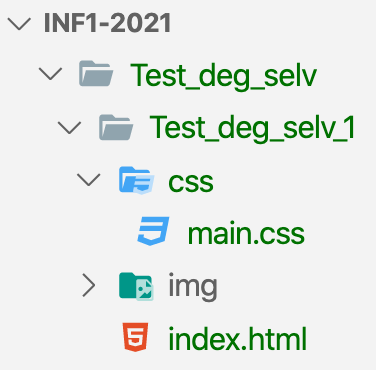 INF1-2021
Test_deg_selv
Test_deg_selv_1
css
main.css
img
index.html